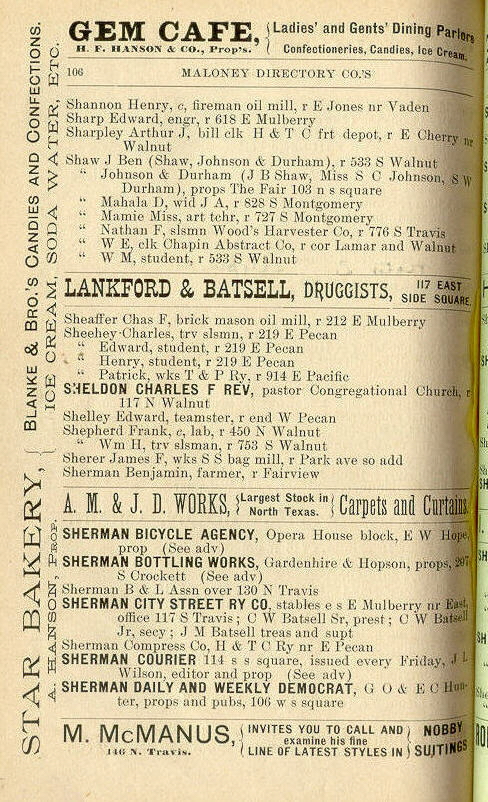 GEM CAFE, { Ladies' and Gents' Dining Parlors
H. F. HANSON & CO., Prop's. { Confectioneries, Candies, Ice Cream.
106 MALONEY DIRECTORY CO.'S
Shannon Henry, c, fireman oil mill, r E Jones nr Vaden
Sharp Edward, engr, r 618 E Mulberry
Sharpley Arthur J, bill clk H & T C frt depot, r E Cherry nr
Walnut
Shaw J Ben (Shaw, Johnson & Durham), r 533 S Walnut
“ Johnson & Durham (J B Shaw, Miss S C Johnson, S W
Durham), props The Fair 103 n s square
“ Mahala D, wid J A, r 828 S Montgomery
“ Mamie Miss, art tchr, r 727 S Montgomery
“ Nathan F, slsmn Wood's Harvester Co, r 776 S Travis
“ W E, clk Chapin Abstract Co, r cor Lamar and Walnut
“ W M, student, r 533 S Walnut
LANKFORD & BATSELL, DRUGGISTS, 117 EAST
SIDE SQUARE.
Sheaffer Chas F, brick mason oil mill, r 212 E Mulberry
Sheehey Charles, trv slsmn, r 219 E Pecan
“ Edward, student, r 219 E Pecan
“ Henry, student, r 219 E Pecan
“ Patrick, wks T & P Ry, r 914 E Pacific
SHELDON CHARLES F REV, pastor Congregational Church, r
117 N Walnut
Shelley Edward, teamster, r end W Pecan
Shepherd Frank, c, lab, r 450 N Walnut
“ Wm H, trv slsman, r 753 S Walnut
Sherer James F, wks S S bag mill, r Park ave so add
Sherman Benjamin, farmer, r Fairview
A. M. & J. D. WORKS, { Largest Stock in } Carpets and Curtains.
North Texas.
SHERMAN BICYCLE AGENCY, Opera House block, E W Hope,
prop (See adv)
SHERMAN BOTTLING WORKS, Gardenhire & Hopson, props, 207
S Crockett (See adv)
Sherman B & L Assn over 130 N Travis
SHERMAN CITY STREET RY CO, stables e s E Mulberry nr East,
office 117 S Travis; C W Batsell Sr, prest; C W Batsell
Jr, secy; J M Batsell treas and supt
Sherman Compress Co, H & T C Ry nr E Pecan
SHERMAN COURIER 114 s s square, issued every Friday, J L
Wilson, editor and prop (See adv)
SHERMAN DAILY AND WEEKLY DEMOCRAT, G O & E C Hun-
ter, props and pubs, 106 w s square
M. McMANUS, { INVITES YOU TO CALL AND } NOBBY
146 N. Travis. { examine his fine
LINE OF LATEST STYLES IN } SUITINGS
STAR BAKERY, { BLANKE & BRO.'S CANDIES AND CONFECTIONS.
A. HANSON, PROP. { ICE CREAM, SODA WATER, ETC.